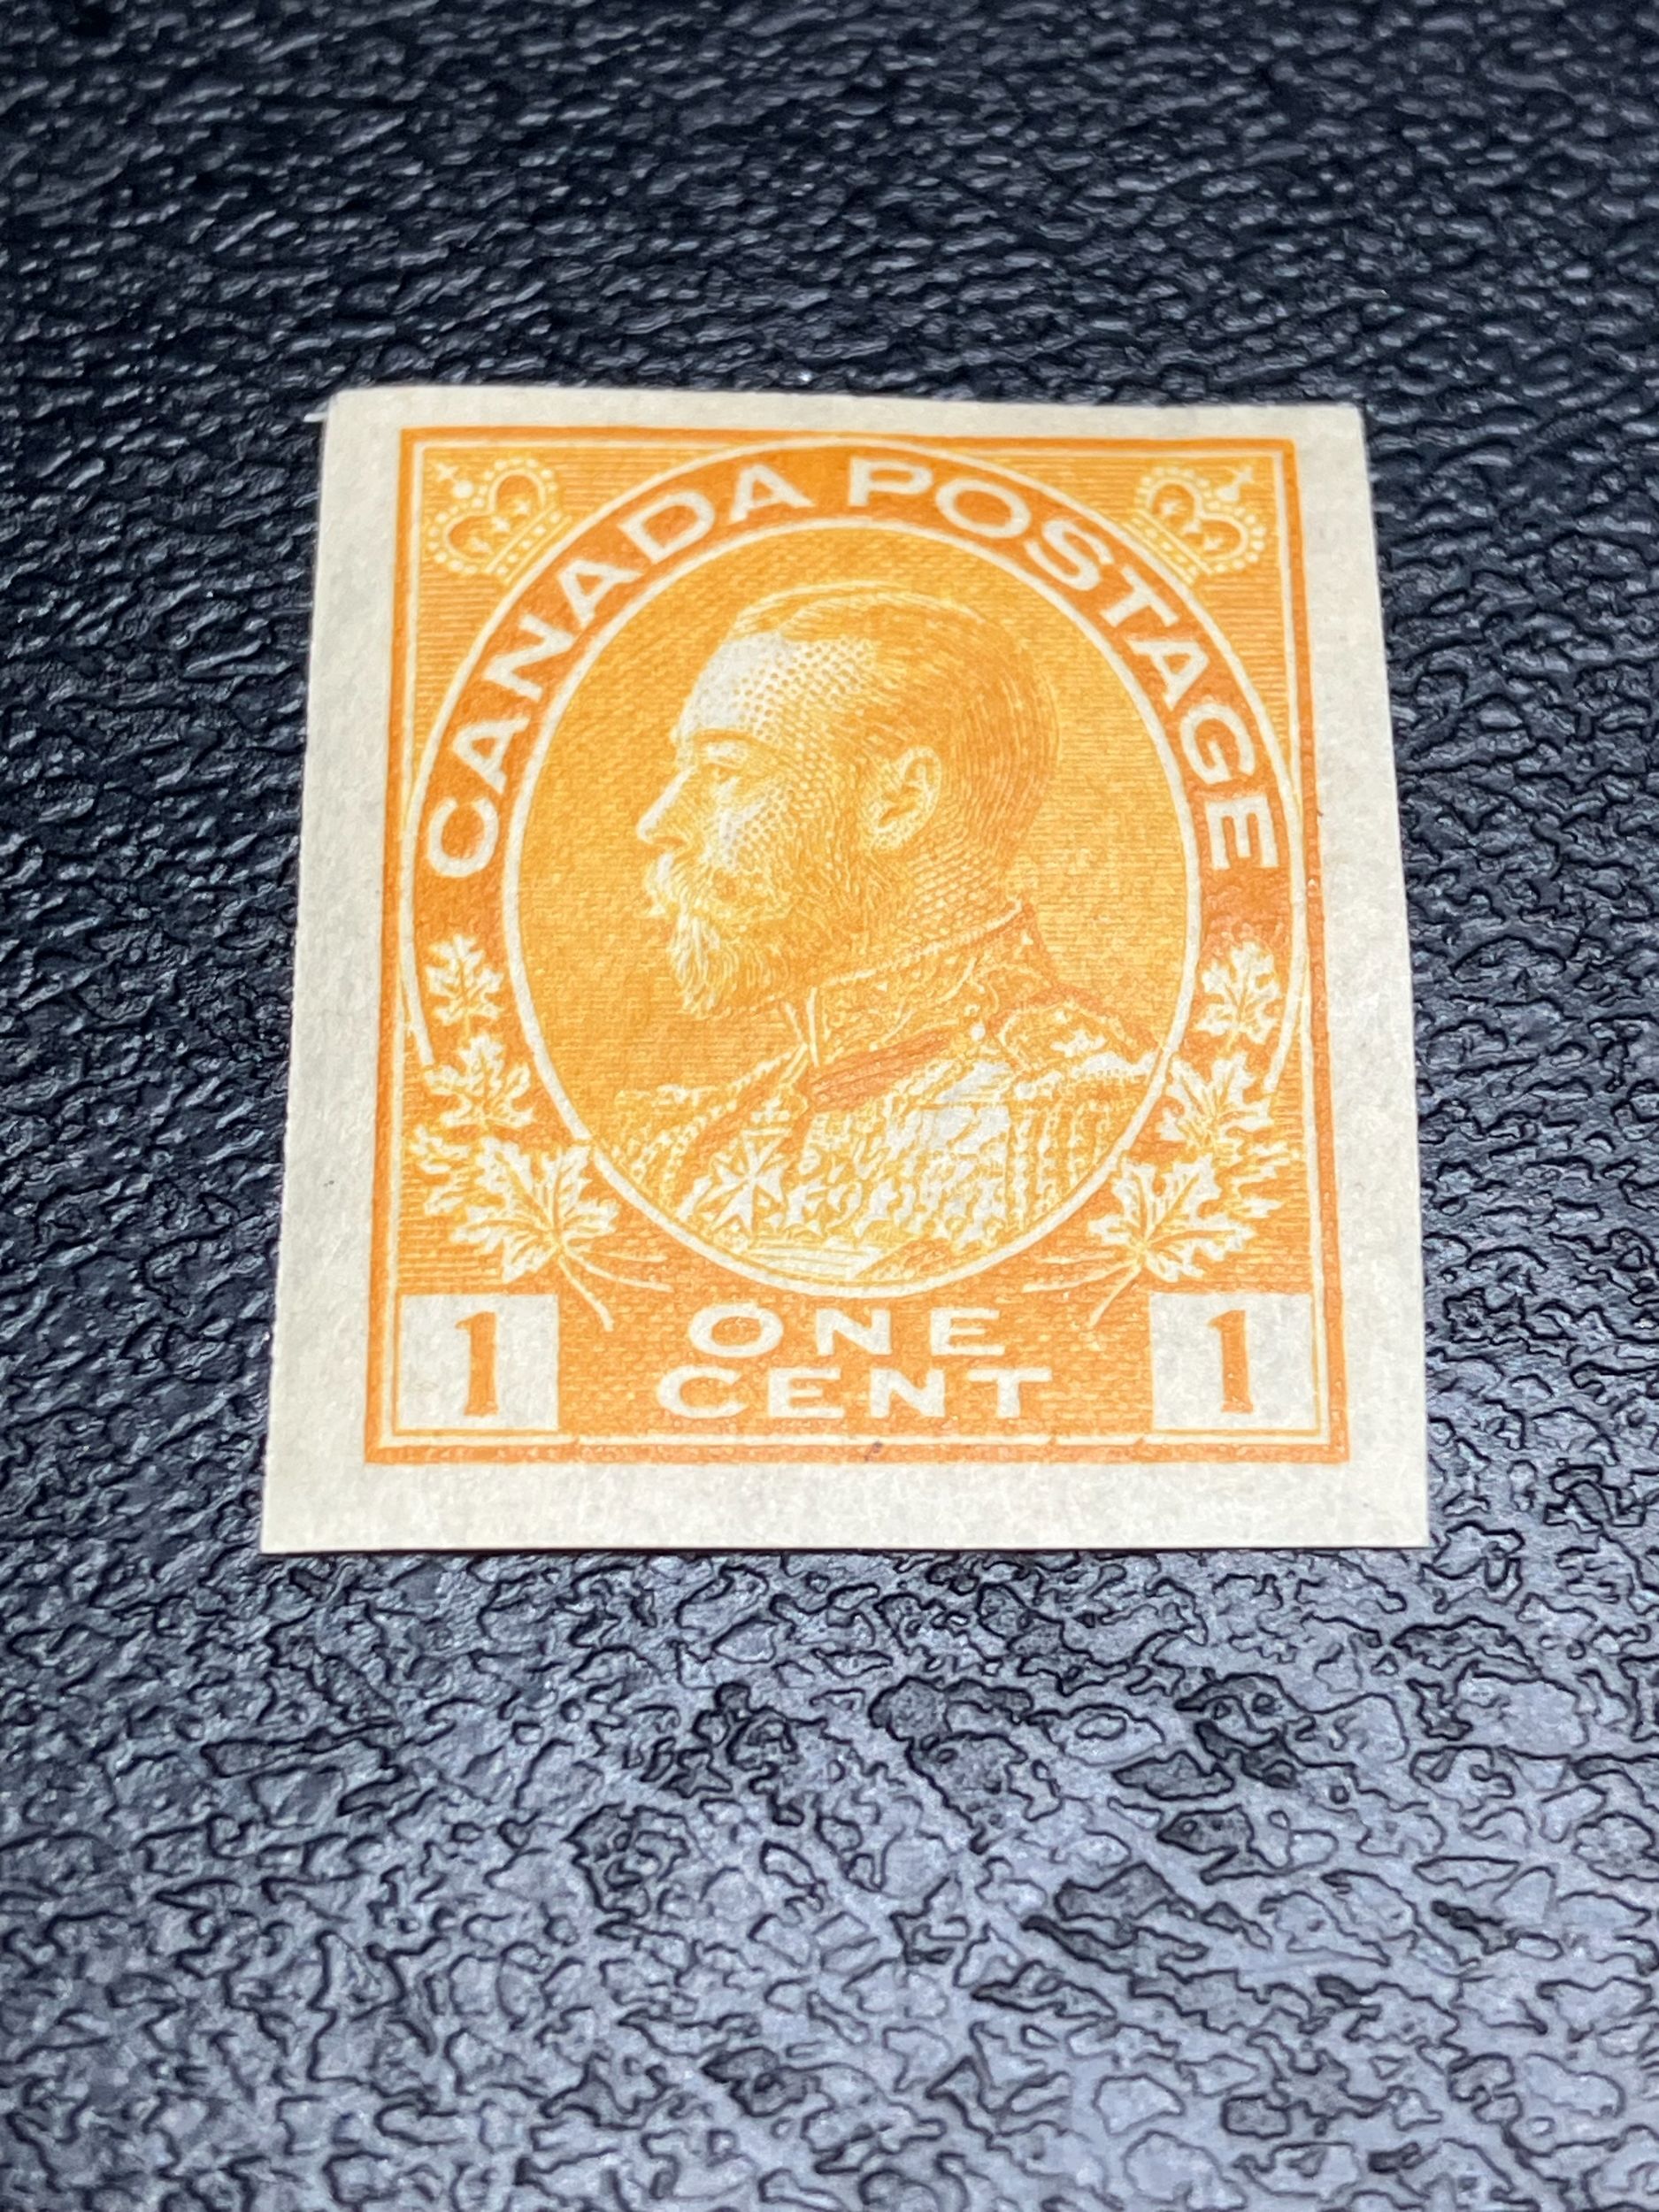 CANADA POSTAGE
1 ONE 1
CENT